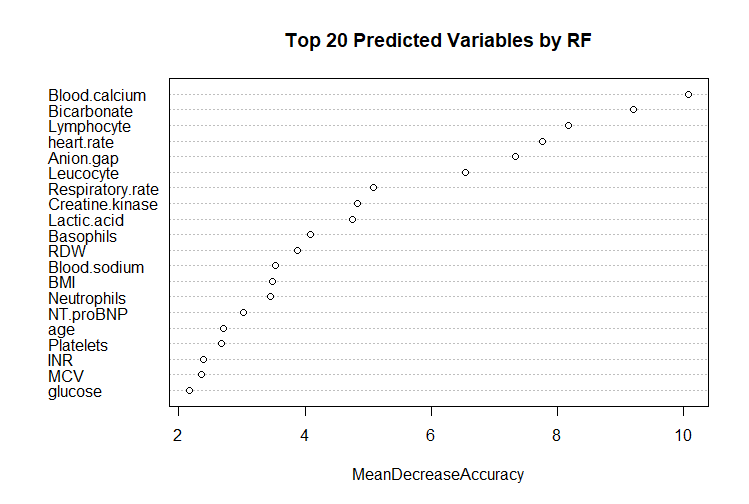 Top 20 Predicted Variables by RF
Blood.calcium
Bicarbonate
Lymphocyte
heart.rate
Anion.gap
Leucocyte
Respiratory.rate
Creatine.kinase
Lactic.acid
Basophils
RDW
Blood.sodium
BMI
Neutrophils
NT.proBNP
age
Platelets
INR
MCV
glucose
2 4 6 8 10
MeanDecreaseAccuracy